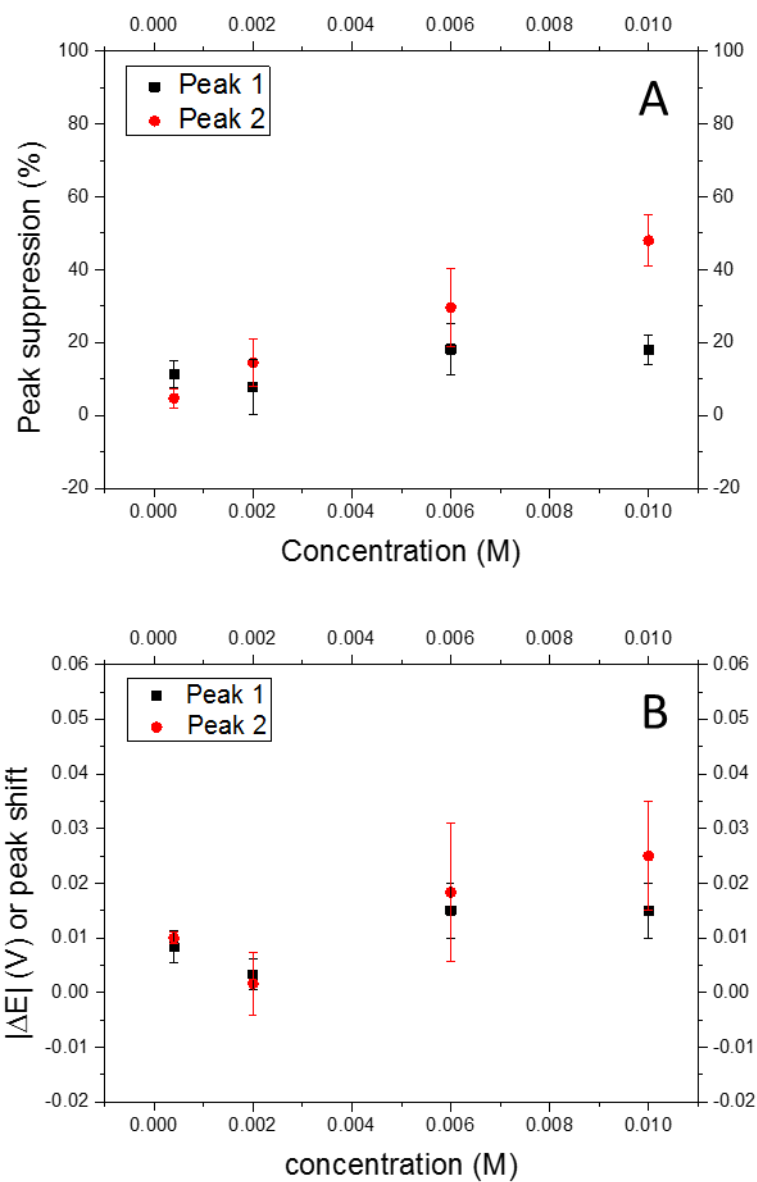 0.000 0.002 0.004 0.006 0.008 0.010
100 100
Peak 1
Peak 2
A
80 80
60 60
40 40
20 20
0 0
-20 -20
Peak suppression (%)
0.000 0.002 0.004 0.006 0.008 0.010
Concentration (M)
0.000 0.002 0.004 0.006 0.008 0.010
0.06 0.06
Peak 1
Peak 2
B
0.05 0.05
0.04 0.04
0.03 0.03
0.02 0.02
0.01 0.01
0.00 0.00
-0.01 -0.01
-0.02 -0.02
|ΔE| (V) or peak shift
0.000 0.002 0.004 0.006 0.008 0.010
concentration (M)